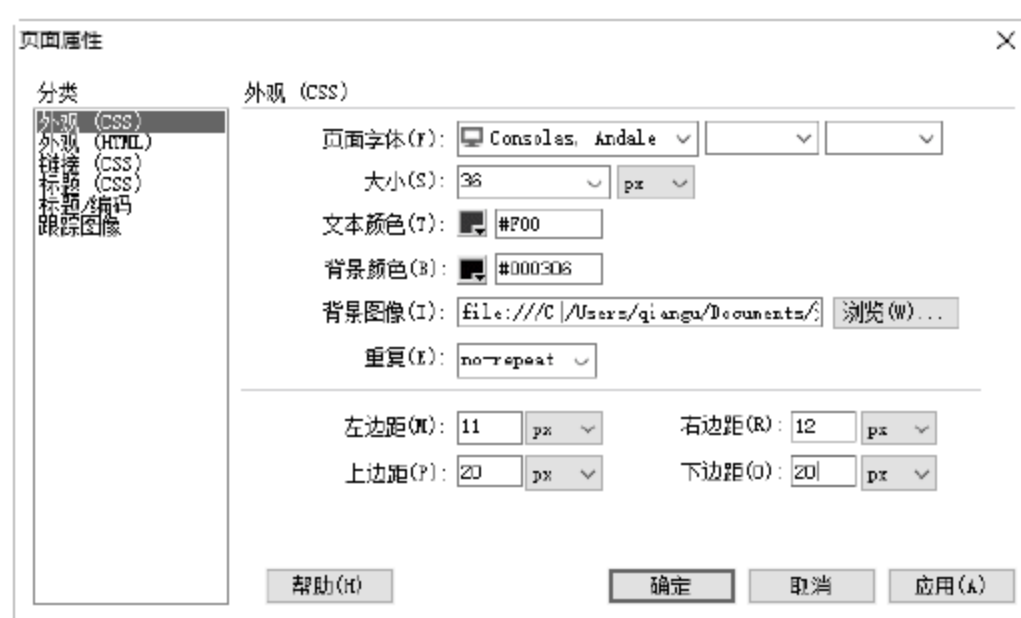 页面属性
分类
外观 (CSS)
外观 (HTML)
链接 (CSS)
标题 (CSS)
标题/编码
跟踪图像
外观 (CSS)
页面字体(F): Consolas, Andale
大小(S): 36 px
文本颜色(T): #F00
背景颜色(B): #000306
背景图像(I): file:///C|/Users/qiangu/Documents/ 浏览(W)...
重复(E): no-repeat
左边距(M): 11 px 右边距(R): 12 px
上边距(P): 20 px 下边距(O): 20 px
帮助(H) 确定 取消 应用(A)